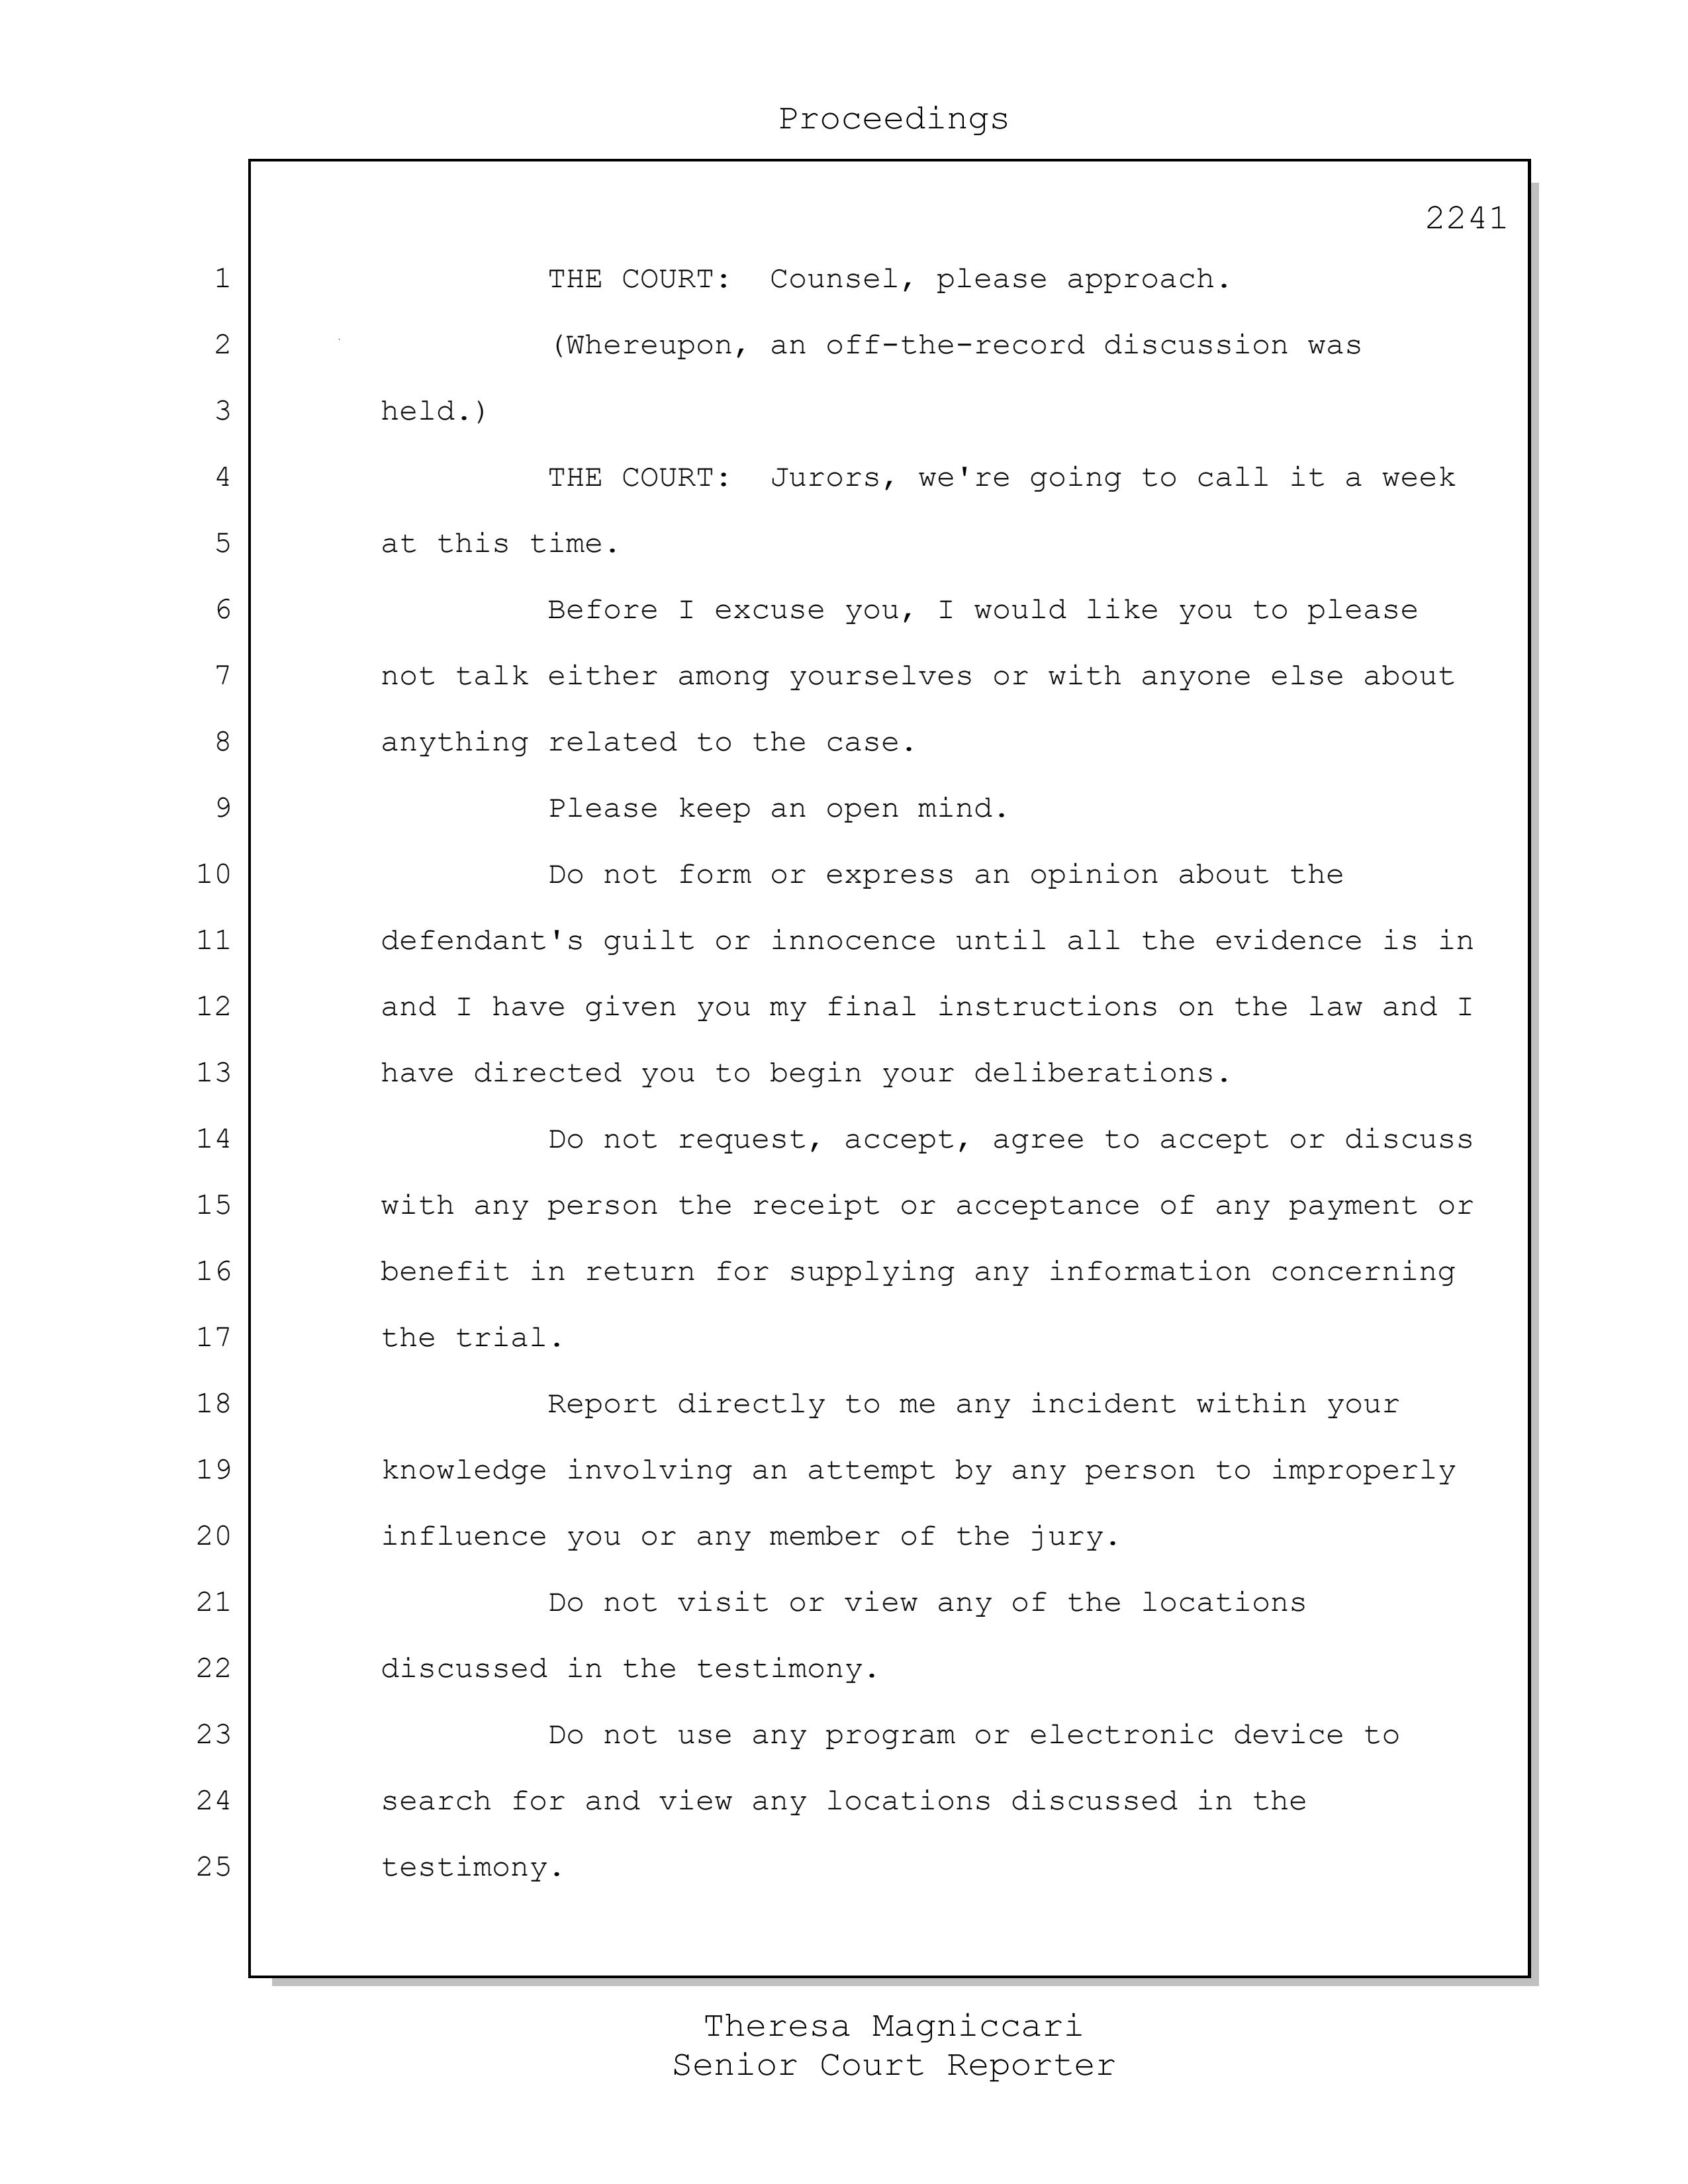 Proceedings
2241
1 THE COURT: Counsel, please approach.
2 (Whereupon, an off-the-record discussion was
3 held.)
4 THE COURT: Jurors, we're going to call it a week
5 at this time.
6 Before I excuse you, I would like you to please
7 not talk either among yourselves or with anyone else about
8 anything related to the case.
9 Please keep an open mind.
10 Do not form or express an opinion about the
11 defendant's guilt or innocence until all the evidence is in
12 and I have given you my final instructions on the law and I
13 have directed you to begin your deliberations.
14 Do not request, accept, agree to accept or discuss
15 with any person the receipt or acceptance of any payment or
16 benefit in return for supplying any information concerning
17 the trial.
18 Report directly to me any incident within your
19 knowledge involving an attempt by any person to improperly
20 influence you or any member of the jury.
21 Do not visit or view any of the locations
22 discussed in the testimony.
23 Do not use any program or electronic device to
24 search for and view any locations discussed in the
25 testimony.
Theresa Magniccari
Senior Court Reporter